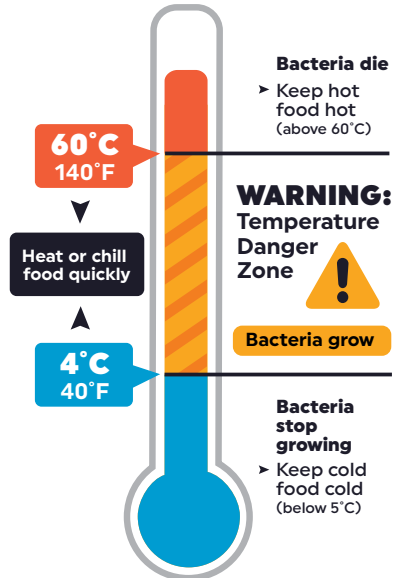 Bacteria die
➤ Keep hot
food hot
(above 60°C)
60°C
140°F
WARNING:
Temperature
Danger
Zone
!
Heat or chill
food quickly
Bacteria grow
4°C
40°F
Bacteria
stop
growing
➤ Keep cold
food cold
(below 5°C)